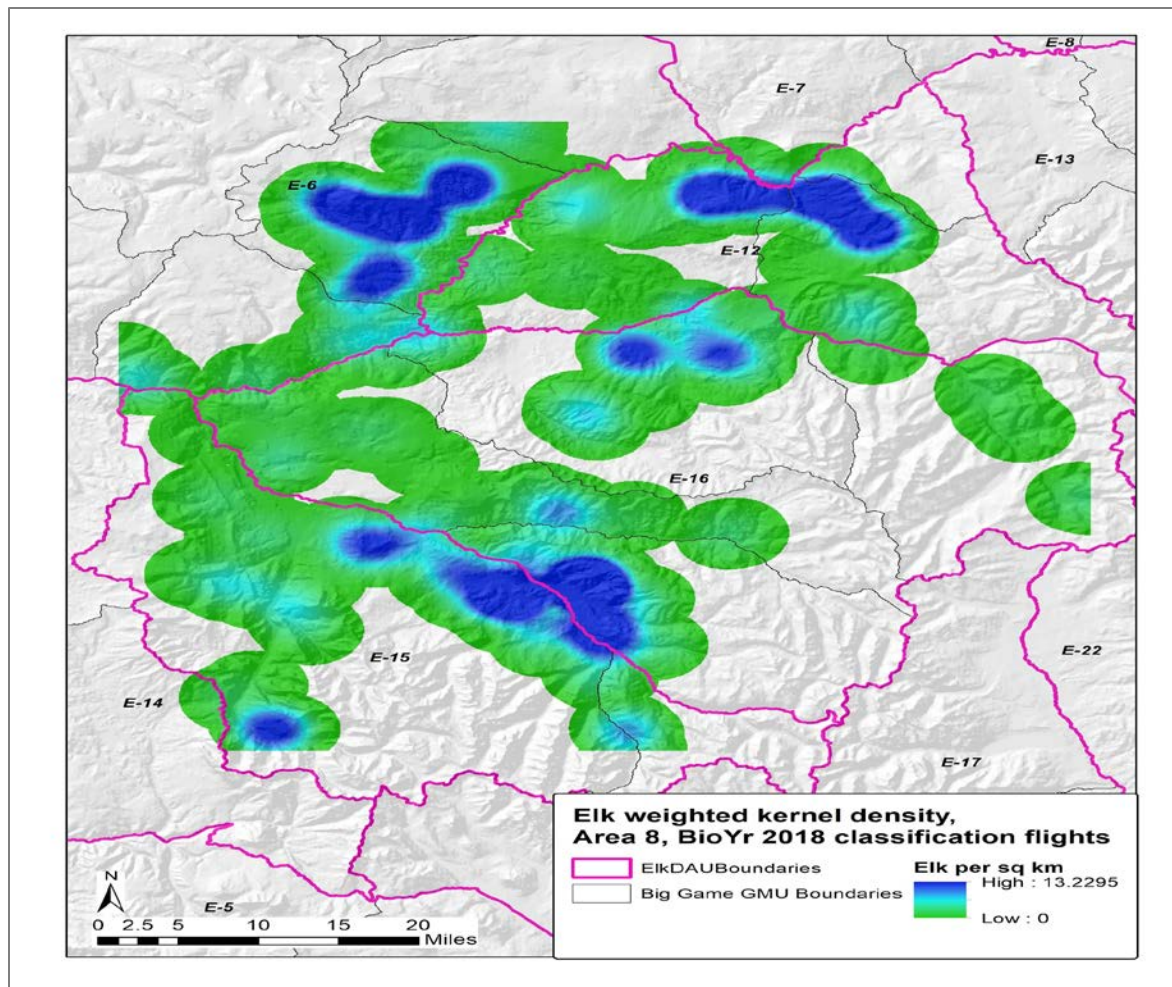 E-8
E-7
E-13
E-6
E-12
E-16
E-15
E-22
E-14
E-17
E-5
N
0 2.5 5 10 15 20
Miles
Elk weighted kernel density,
Area 8, BioYr 2018 classification flights
ElkDAUBoundaries
Big Game GMU Boundaries
Elk per sq km
High : 13.2295
Low : 0